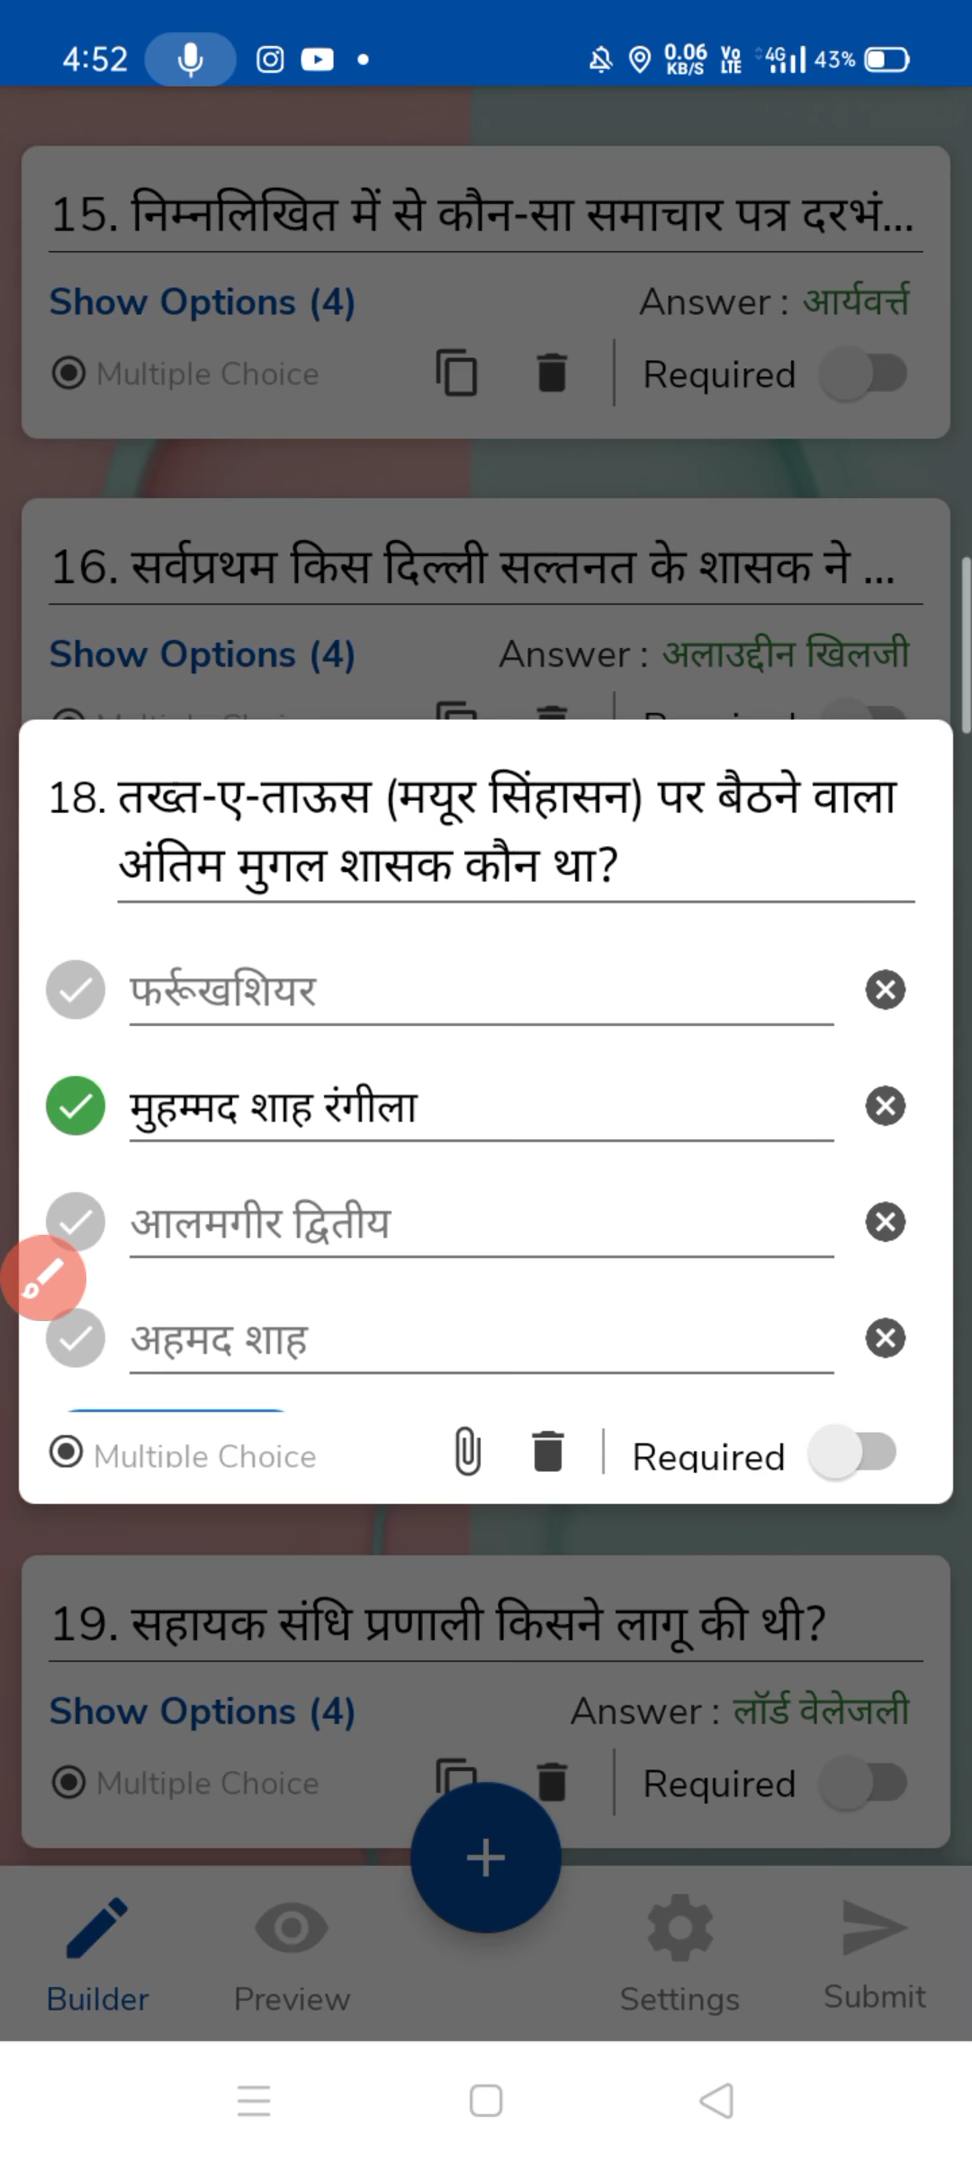 4:52
0.06 KB/S Vo LTE 4G 43%
15. निम्नलिखित में से कौन-सा समाचार पत्र दरभं...
Show Options (4) Answer : आर्यवर्त्त
Multiple Choice Required
16. सर्वप्रथम किस दिल्ली सल्तनत के शासक ने ...
Show Options (4) Answer : अलाउद्दीन खिलजी
18. तख्त-ए-ताऊस (मयूर सिंहासन) पर बैठने वाला
अंतिम मुगल शासक कौन था?
फर्रूखशियर
मुहम्मद शाह रंगीला
आलमगीर द्वितीय
अहमद शाह
Multiple Choice Required
19. सहायक संधि प्रणाली किसने लागू की थी?
Show Options (4) Answer : लॉर्ड वेलेजली
Multiple Choice Required
Builder Preview Settings Submit